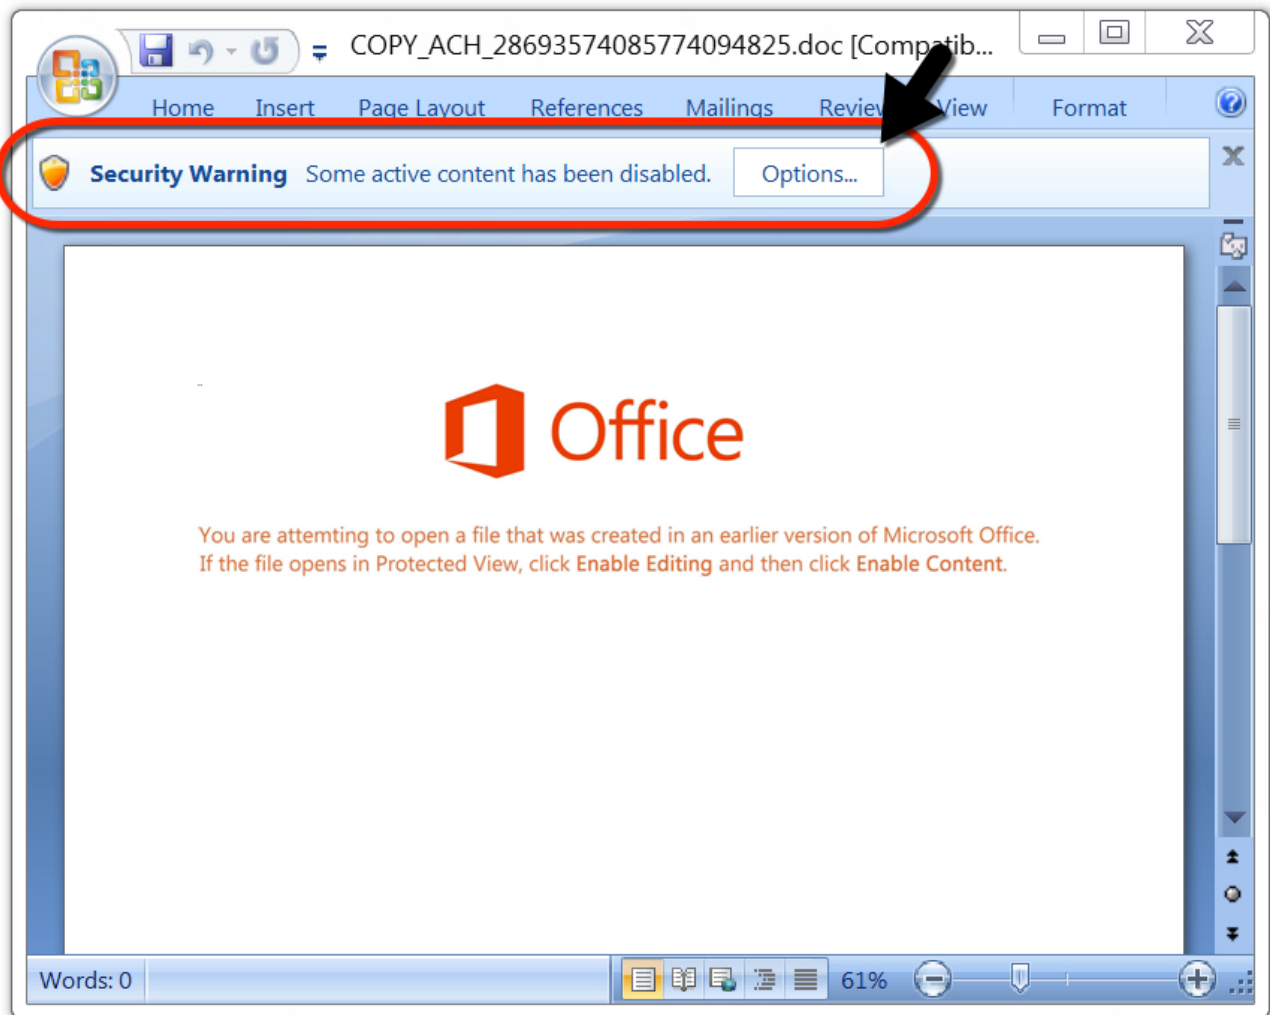 COPY_ACH_28693574085774094825.doc [Compatib...
Home Insert Page Layout References Mailings Review View Format
Security Warning Some active content has been disabled. Options...
Office
You are attemting to open a file that was created in an earlier version of Microsoft Office.
If the file opens in Protected View, click Enable Editing and then click Enable Content.
Words: 0 61%